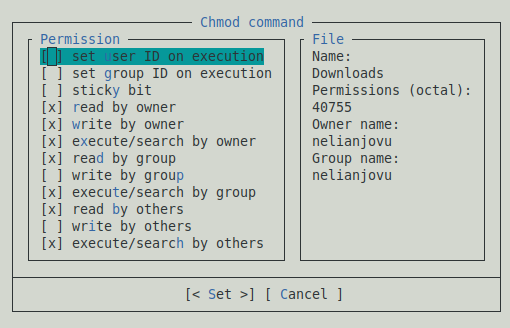 Chmod command
Permission
[ ] set user ID on execution
[ ] set group ID on execution
[ ] sticky bit
[x] read by owner
[x] write by owner
[x] execute/search by owner
[x] read by group
[ ] write by group
[x] execute/search by group
[x] read by others
[ ] write by others
[x] execute/search by others
File
Name:
Downloads
Permissions (octal):
40755
Owner name:
nelianjovu
Group name:
nelianjovu
[< Set >] [ Cancel ]